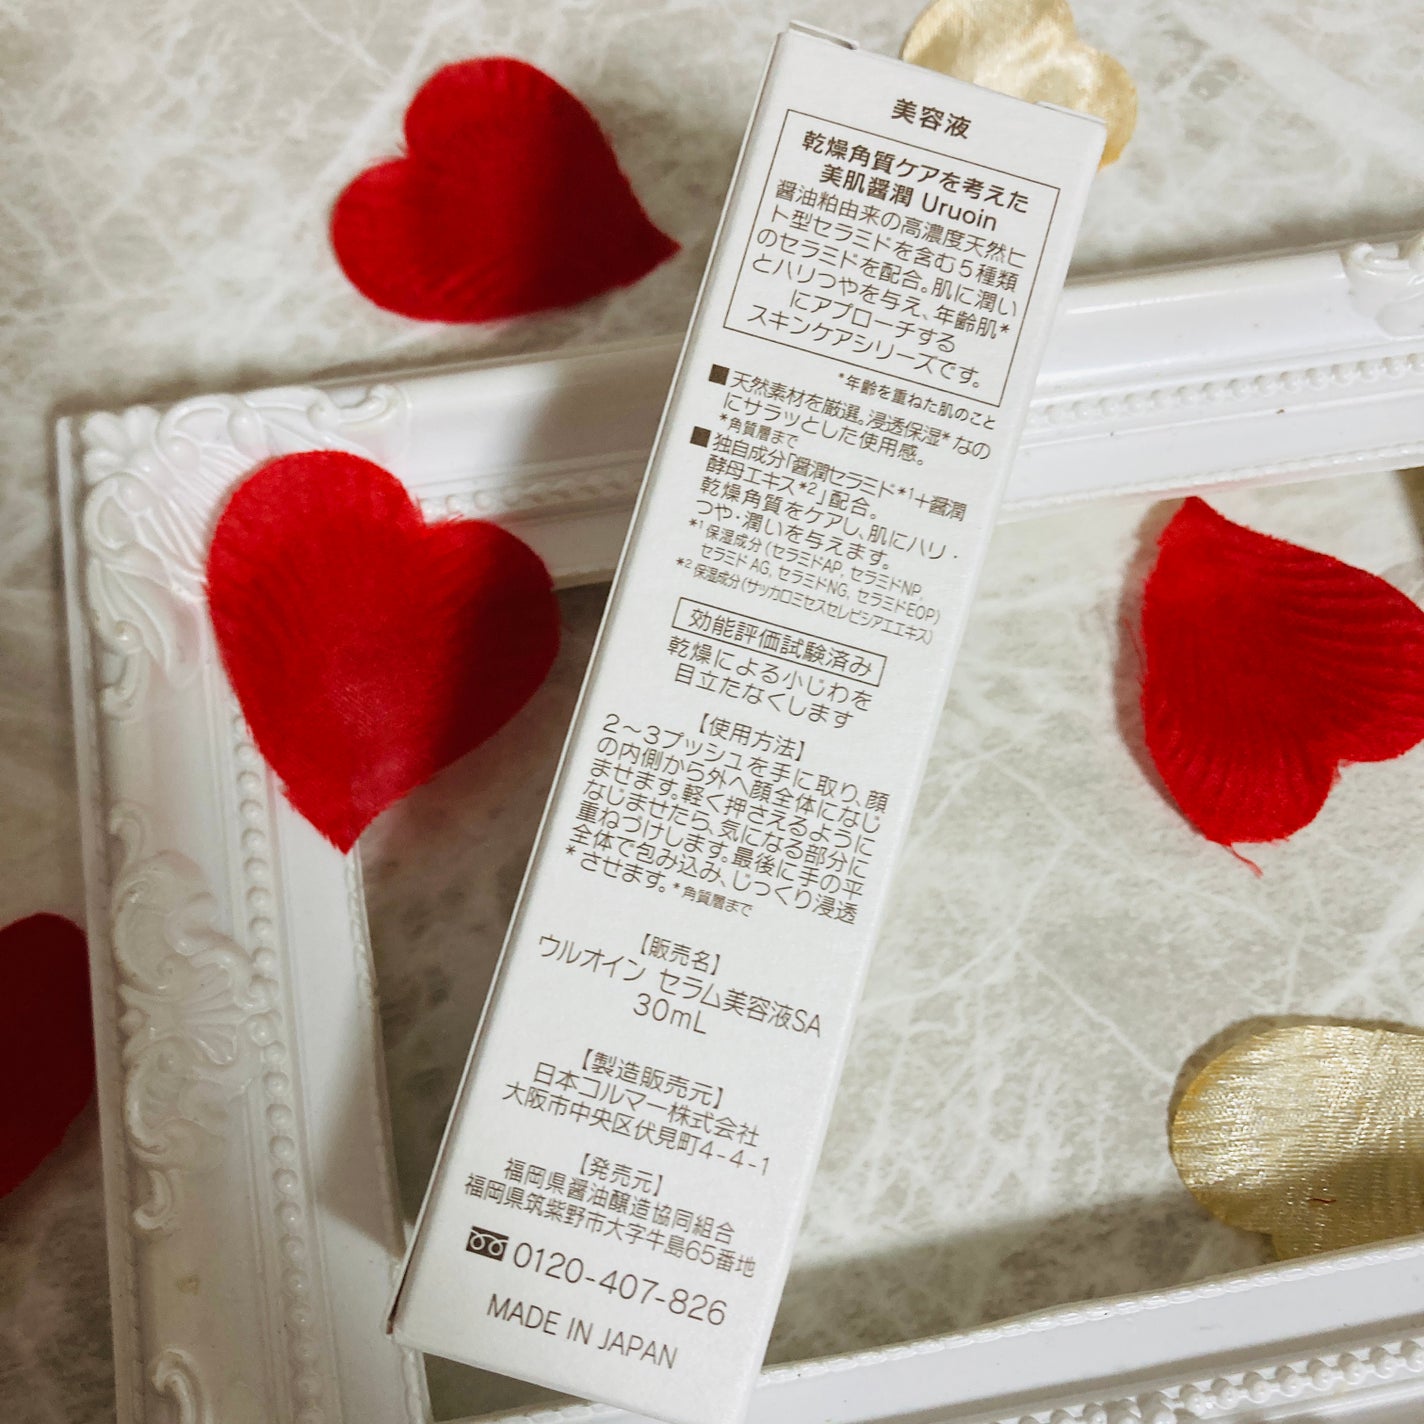 美容液
乾燥角質ケアを考えた
美肌醤潤 Uruoin
醤油粕由来の高濃度天然ヒ
ト型セラミドを含む5種類
のセラミドを配合。肌に潤い
とハリつやを与え、年齢肌*
にアプローチする
スキンケアシリーズです。
*年齢を重ねた肌のこと
■天然素材を厳選。浸透保湿*なの
にサラッとした使用感。
*角質層まで
■独自成分「醤潤セラミド*1+醤潤
酵母エキス*2」配合。
乾燥角質をケアし、肌にハリ・
つや・潤いを与えます。
*1 保湿成分(セラミドAP, セラミドNP,
セラミドAG, セラミドNG, セラミドEOP)
*2 保湿成分(サッカロミセスセレビシアエエキス)
効能評価試験済み
乾燥による小じわを
目立たなくします
【使用方法】
2〜3プッシュを手に取り、顔
の内側から外へ顔全体になじ
ませます。軽く押さえるように
なじませたら、気になる部分に
重ねづけします。最後に手の平
全体で包み込み、じっくり浸透
*させます。*角質層まで
【販売名】
ウルオイン セラム美容液SA
30mL
【製造販売元】
日本コルマー株式会社
大阪市中央区伏見町4-4-1
【発売元】
福岡県醤油醸造協同組合
福岡県筑紫野市大字牛島65番地
0120-407-826
MADE IN JAPAN